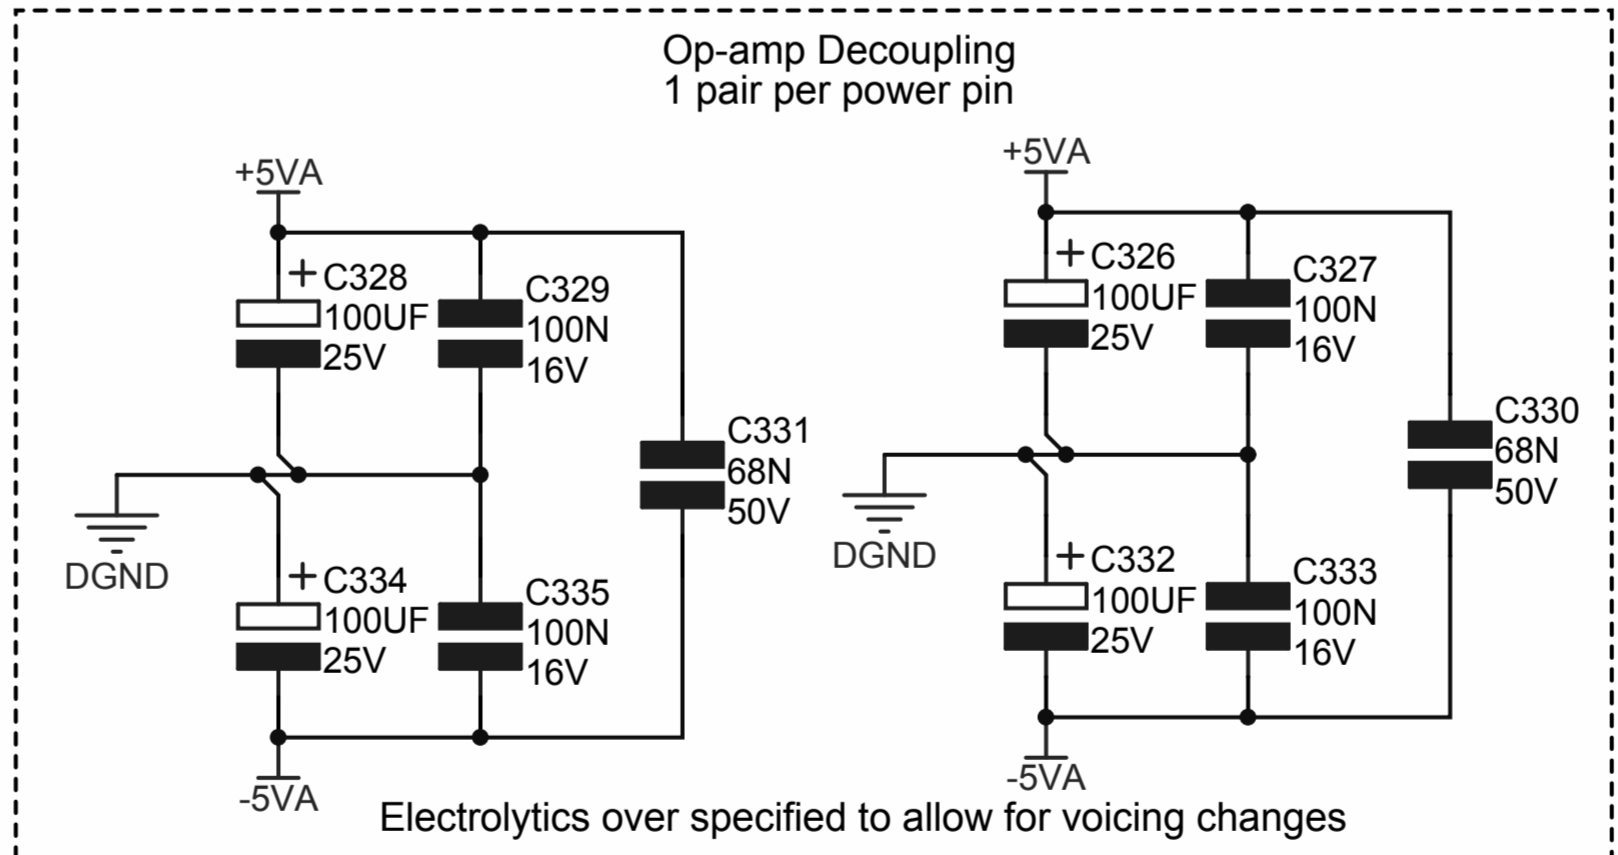 Op-amp Decoupling
1 pair per power pin
+5VA
+ C328
100UF
25V
C329
100N
16V
C331
68N
50V
DGND
+ C334
100UF
25V
C335
100N
16V
-5VA
+5VA
+ C326
100UF
25V
C327
100N
16V
C330
68N
50V
DGND
+ C332
100UF
25V
C333
100N
16V
-5VA
Electrolytics over specified to allow for voicing changes